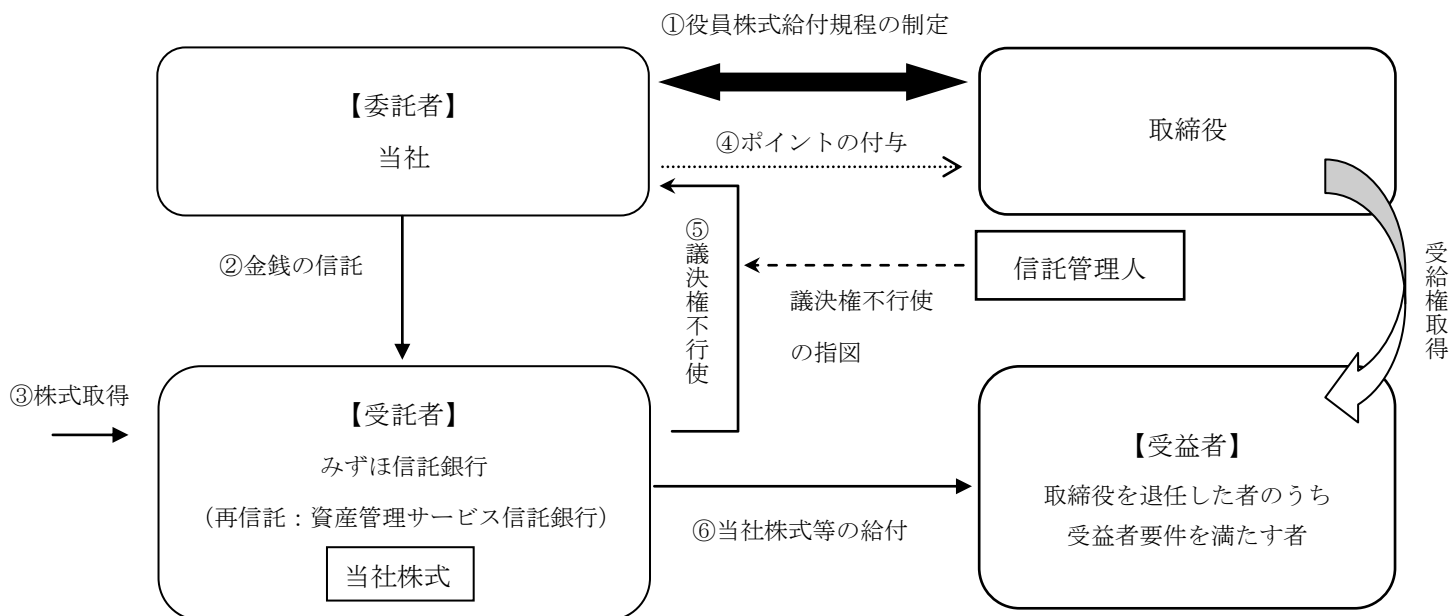 ①役員株式給付規程の制定
【委託者】
当社
取締役
④ポイントの付与
②金銭の信託
⑤議決権不行使
信託管理人
議決権不行使
の指図
受給権取得
③株式取得
【受託者】
みずほ信託銀行
（再信託：資産管理サービス信託銀行）
当社株式
⑥当社株式等の給付
【受益者】
取締役を退任した者のうち
受益者要件を満たす者